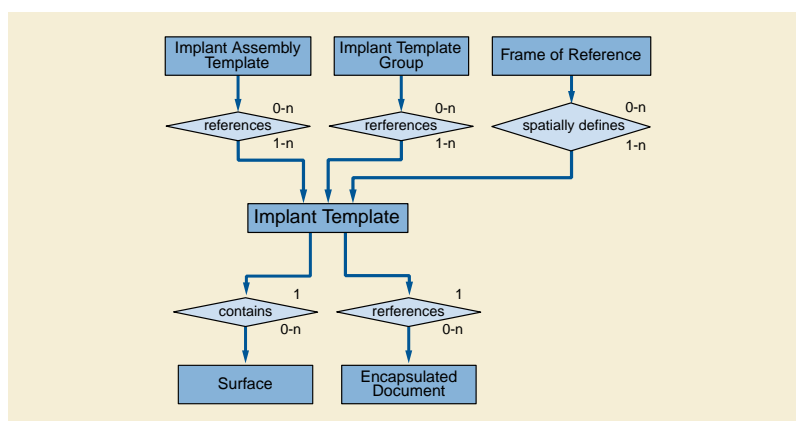 Implant Assembly
Template
Implant Template
Group
Frame of Reference
0-n
references
1-n
0-n
rerferences
1-n
0-n
spatially defines
1-n
Implant Template
1
contains
0-n
1
rerferences
0-n
Surface
Encapsulated
Document